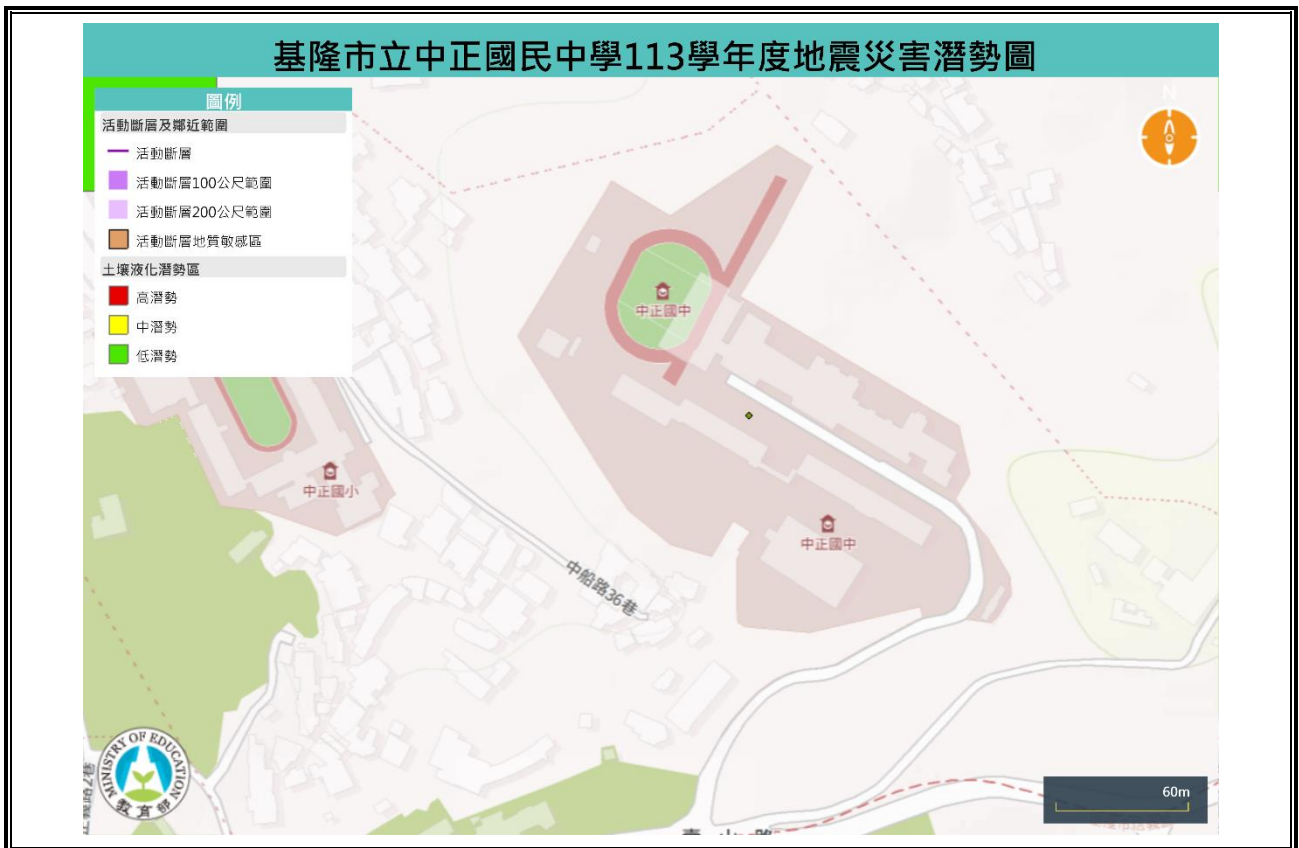 基隆市立中正國民中學113學年度地震災害潛勢圖
圖例
活動斷層及鄰近範圍
活動斷層
活動斷層100公尺範圍
活動斷層200公尺範圍
活動斷層地質敏感區
土壤液化潛勢區
高潛勢
中潛勢
低潛勢
N
中正國中
中正國小
中正國中
中船路36巷
MINISTRY OF EDUCATION
教育部
60m